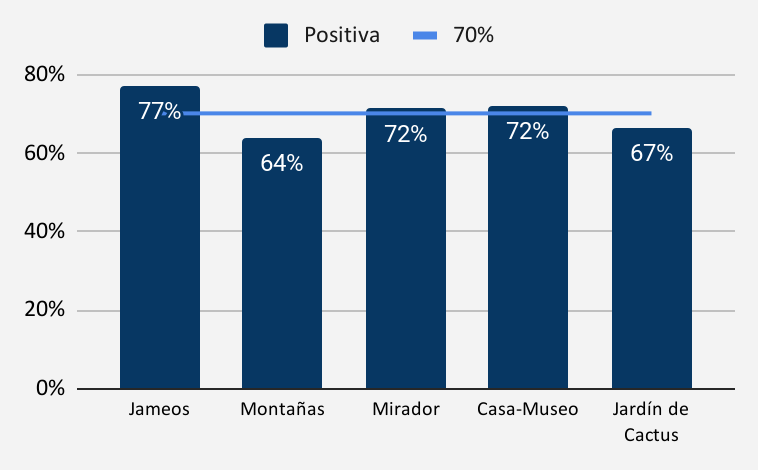 Positiva 70%
80%
60%
40%
20%
0%
77%
64%
72%
72%
67%
Jameos
Montañas
Mirador
Casa-Museo
Jardín de
Cactus